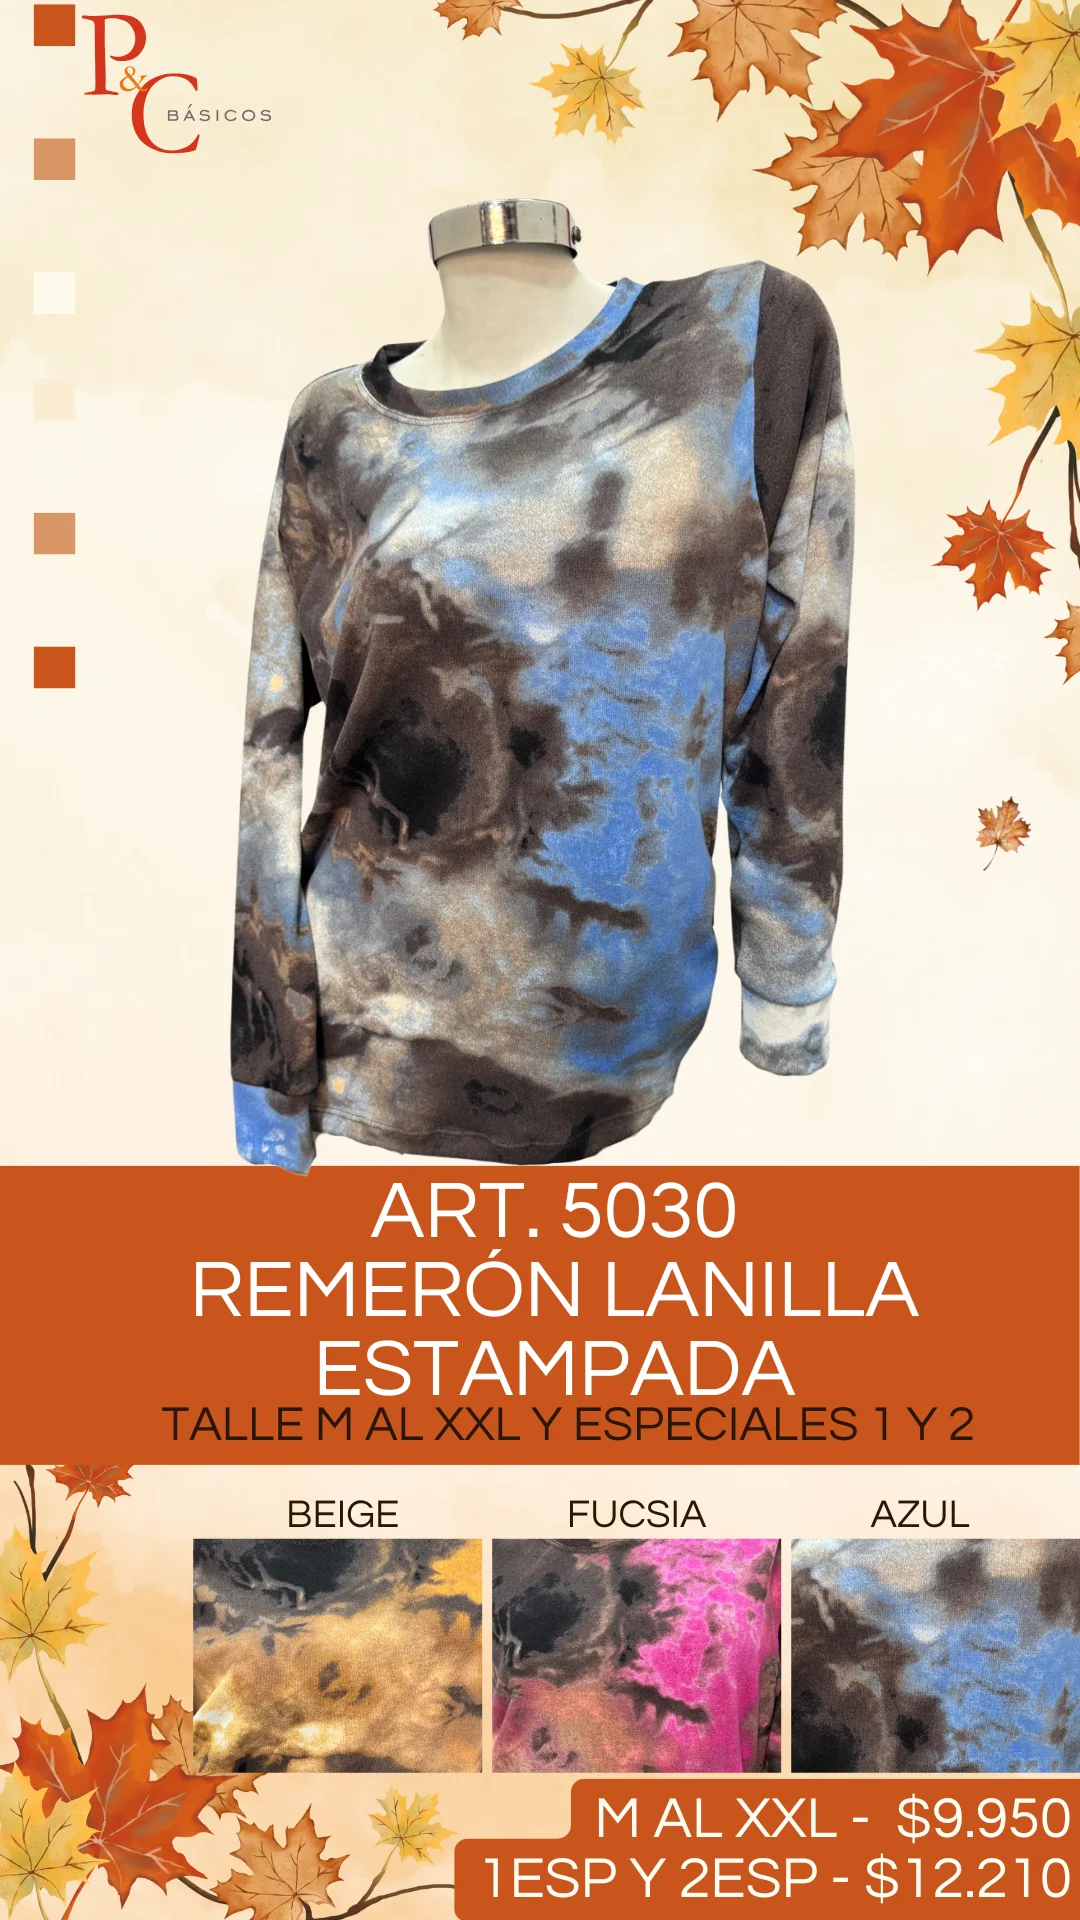 P&C BÁSICOS
ART. 5030
REMERÓN LANILLA
ESTAMPADA
TALLE M AL XXL Y ESPECIALES 1 Y 2
BEIGE FUCSIA AZUL
M AL XXL - $9.950
1ESP Y 2ESP - $12.210